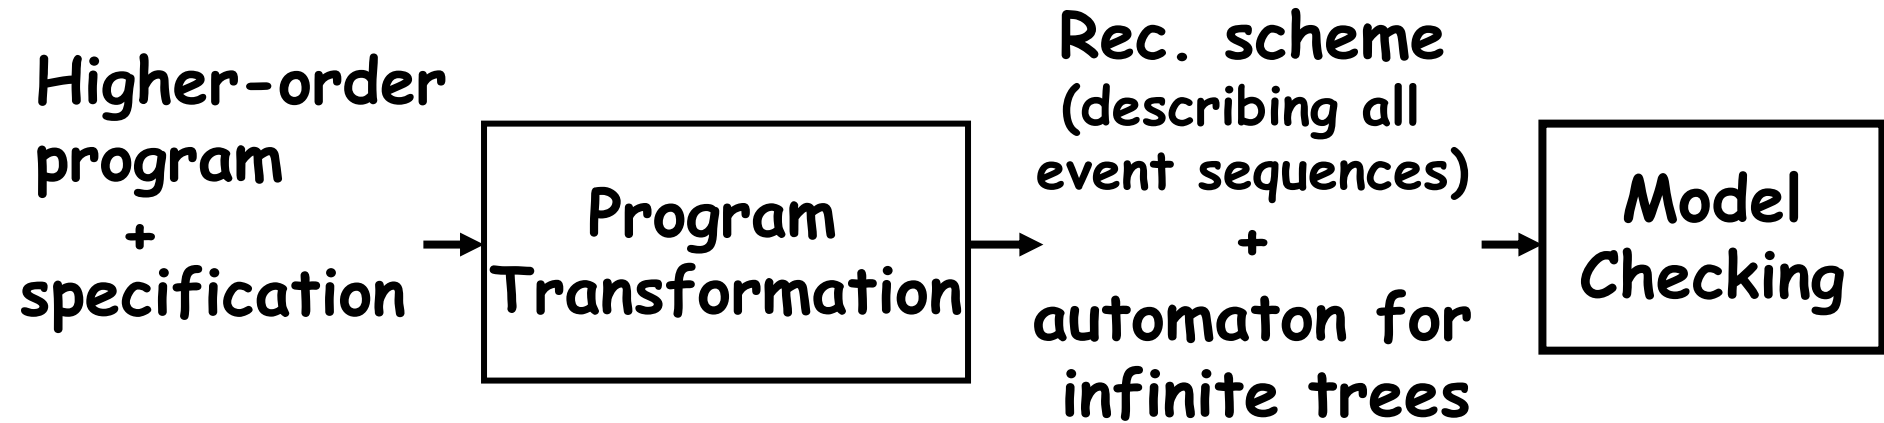 Higher-order
program
+
specification
Program
Transformation
Rec. scheme
(describing all
event sequences)
+
automaton for
infinite trees
Model
Checking